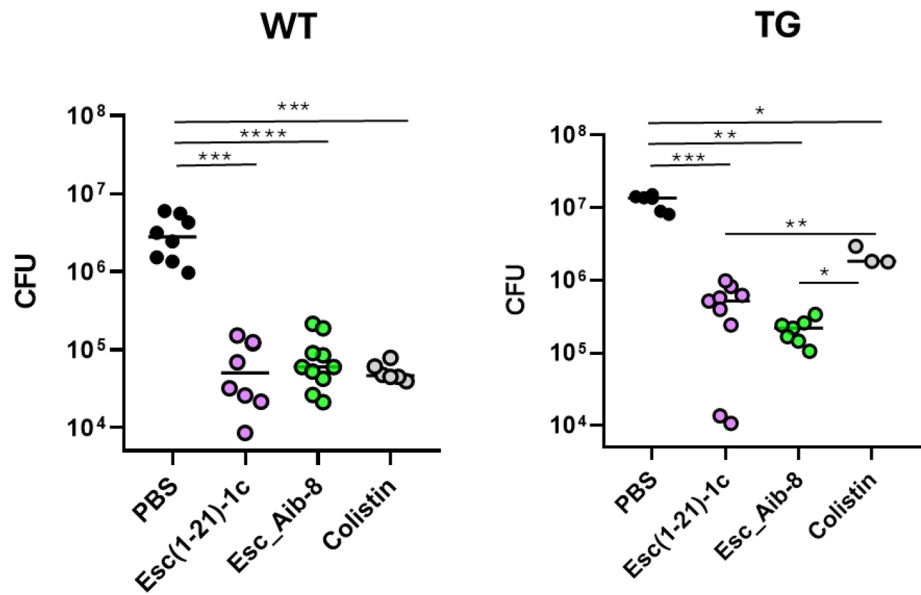 WT
***
****
***
10⁸
10⁷
10⁶
10⁵
10⁴
CFU
PBS
Esc(1-21)-1c
Esc_Aib-8
Colistin
TG
*
**
***
**
*
10⁸
10⁷
10⁶
10⁵
10⁴
CFU
PBS
Esc(1-21)-1c
Esc_Aib-8
Colistin